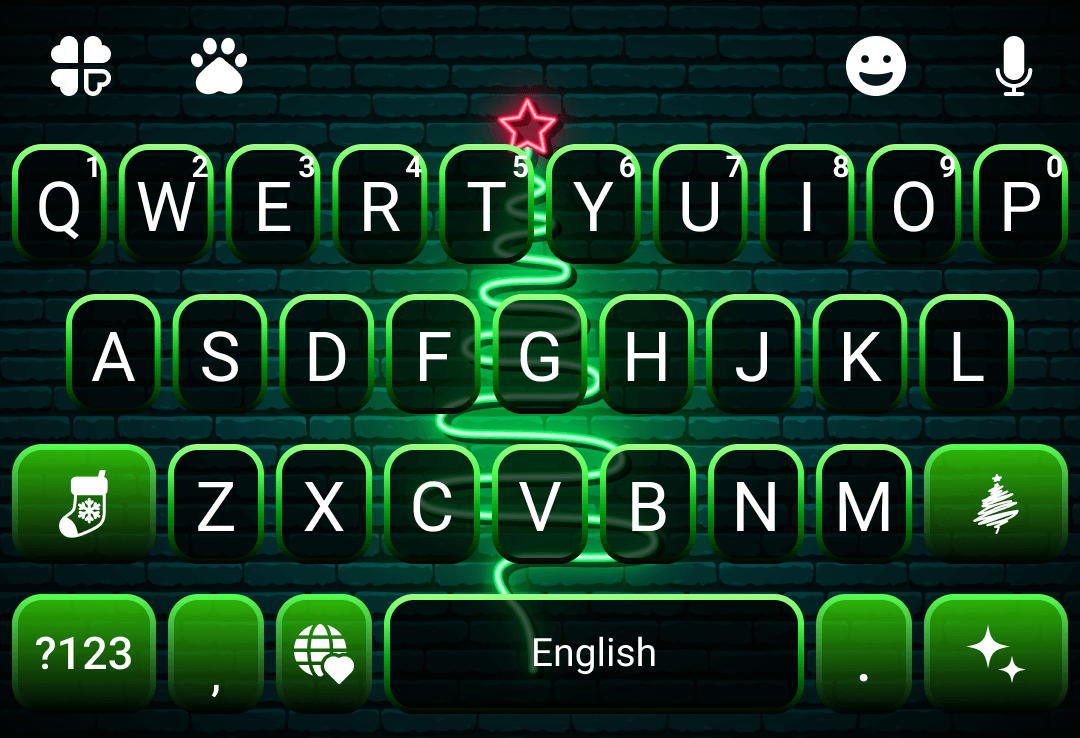 1 2 3 4 5 6 7 8 9 0
Q W E R T Y U I O P
A S D F G H J K L
Z X C V B N M
?123 , English .